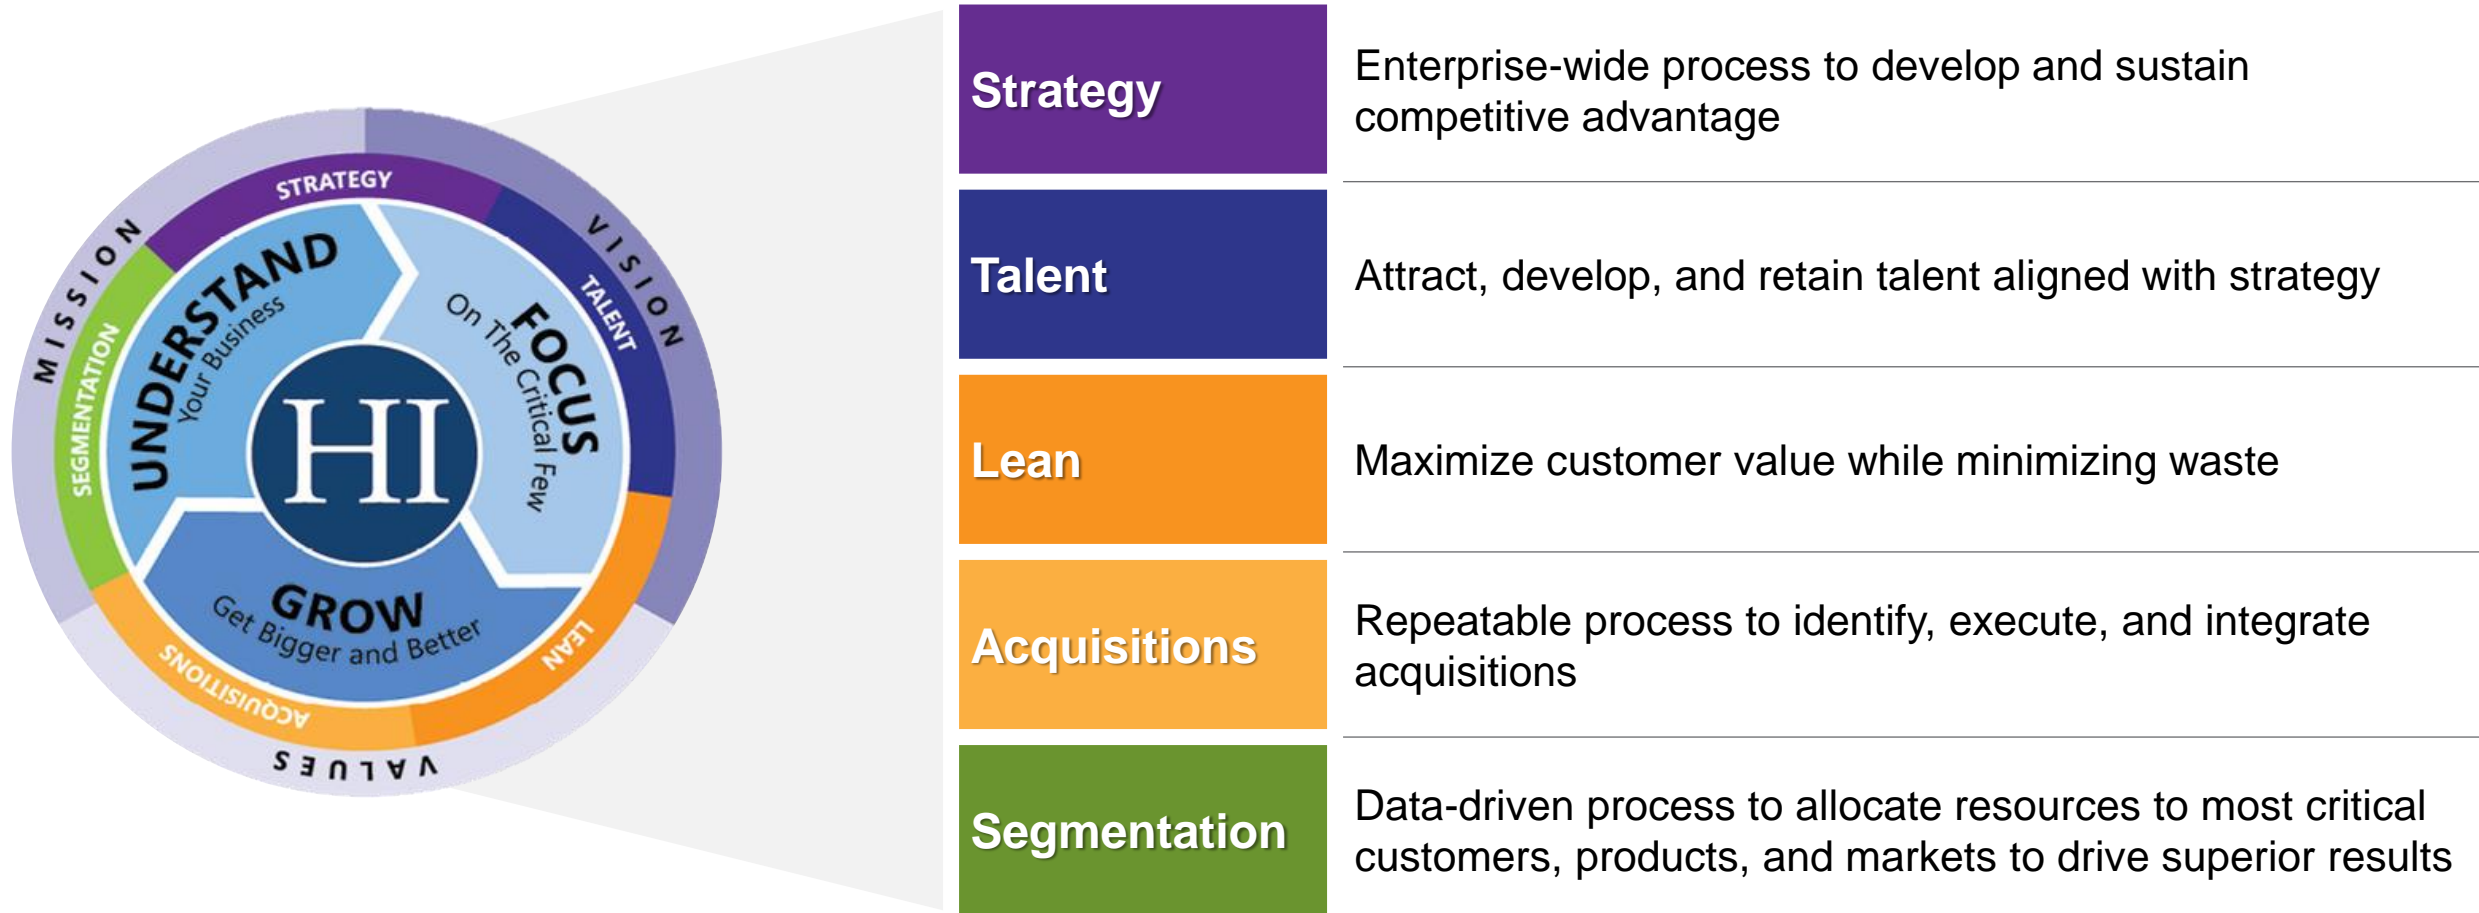 MISSION
VISION
VALUES
STRATEGY
TALENT
LEAN
ACQUISITIONS
SEGMENTATION
UNDERSTAND
Your Business
FOCUS
On The Critical Few
GROW
Get Bigger and Better
HI
Strategy
Enterprise-wide process to develop and sustain
competitive advantage
Talent
Attract, develop, and retain talent aligned with strategy
Lean
Maximize customer value while minimizing waste
Acquisitions
Repeatable process to identify, execute, and integrate
acquisitions
Segmentation
Data-driven process to allocate resources to most critical
customers, products, and markets to drive superior results